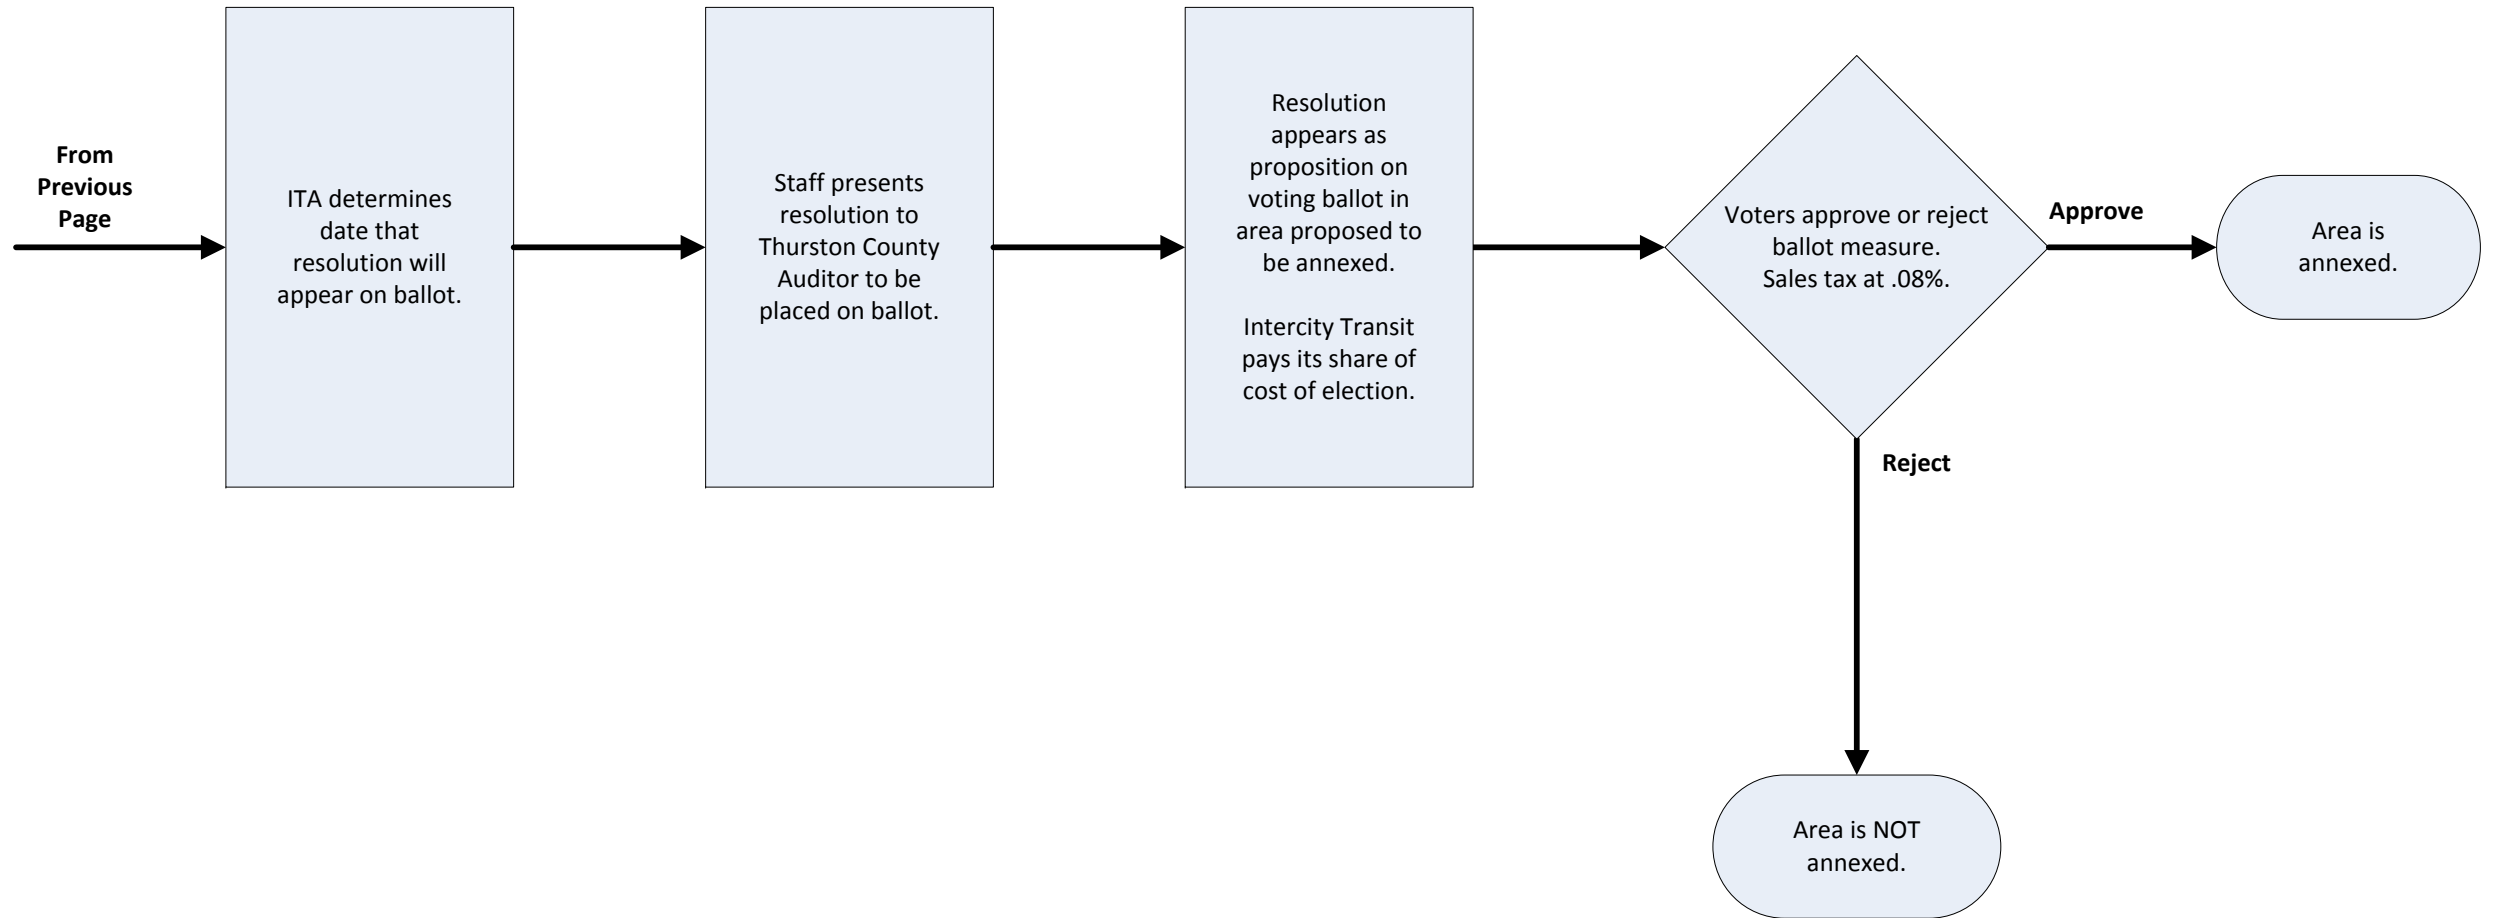 From
Previous
Page
ITA determines
date that
resolution will
appear on ballot.
Staff presents
resolution to
Thurston County
Auditor to be
placed on ballot.
Resolution
appears as
proposition on
voting ballot in
area proposed to
be annexed.
Intercity Transit
pays its share of
cost of election.
Voters approve or reject
ballot measure.
Sales tax at .08%.
Approve
Area is
annexed.
Reject
Area is NOT
annexed.